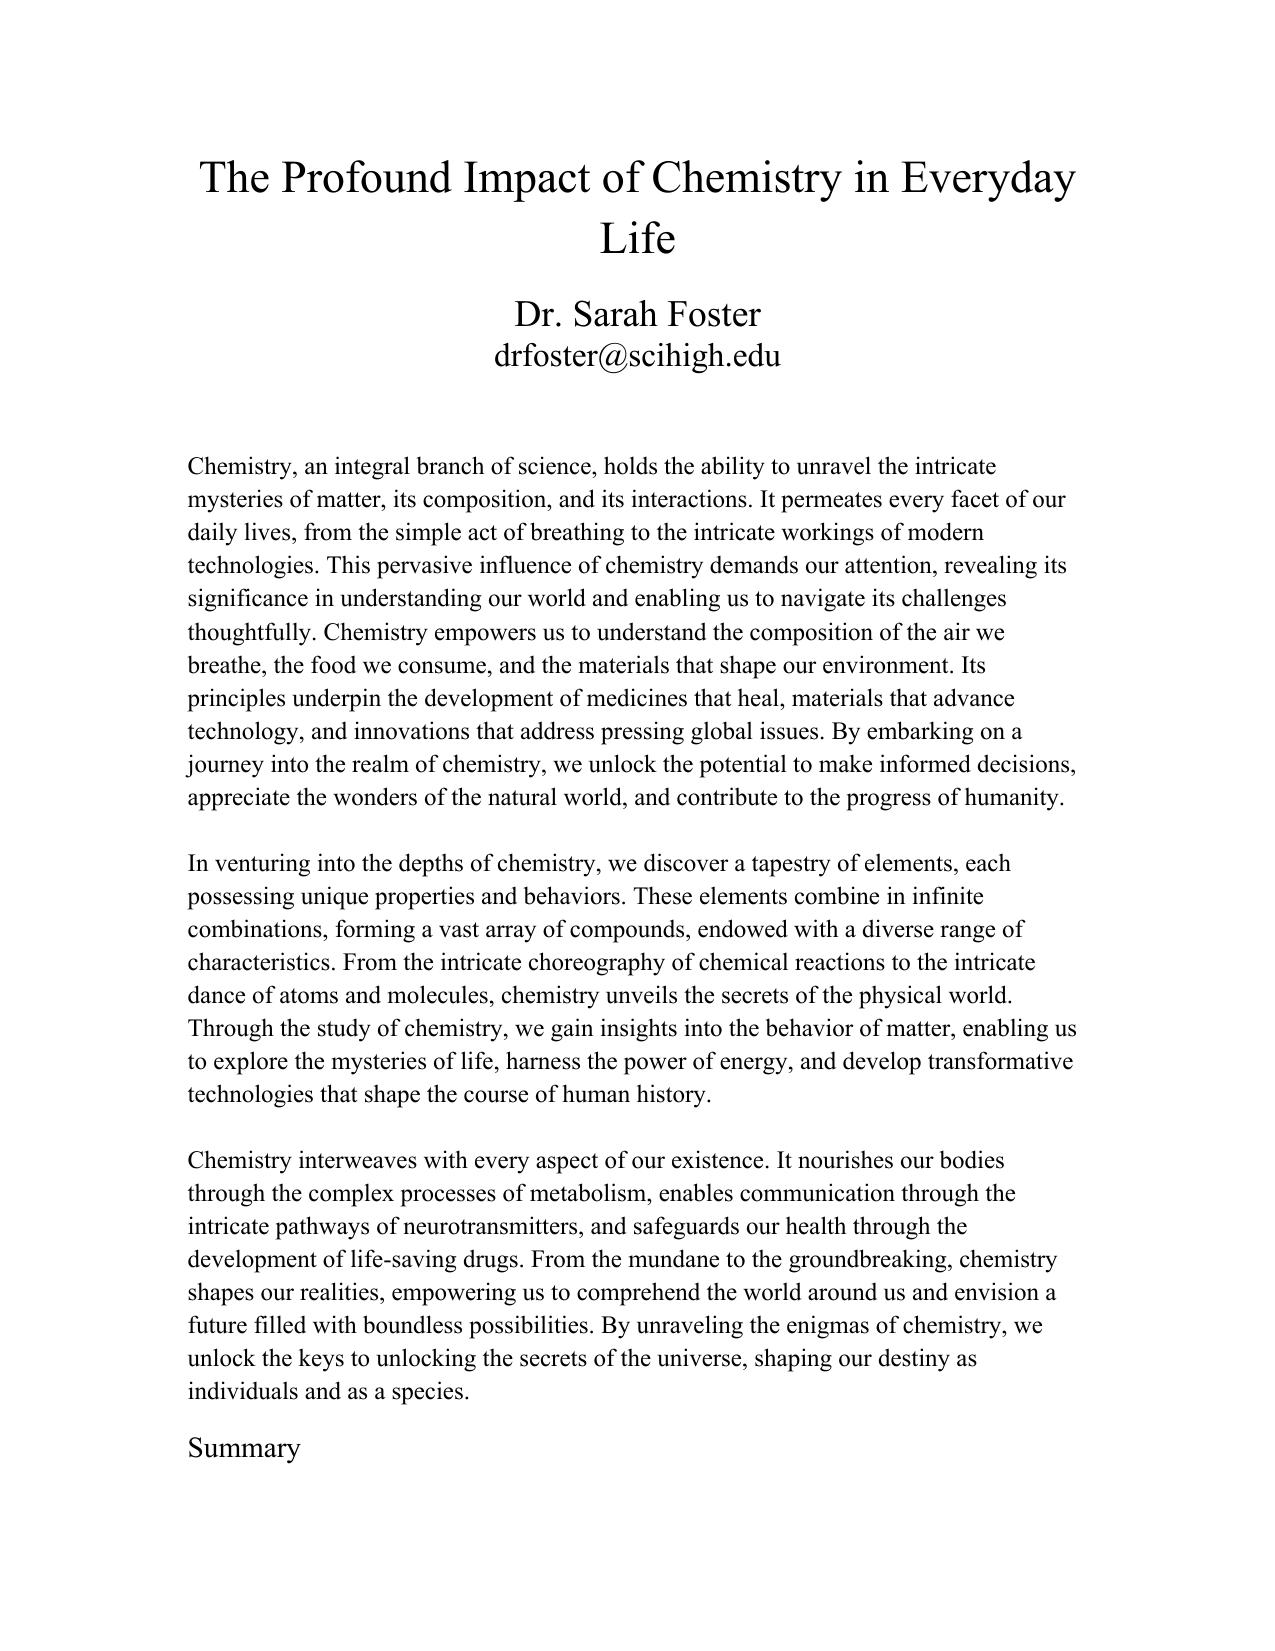 The Profound Impact of Chemistry in Everyday
Life
Dr. Sarah Foster
drfoster@scihigh.edu
Chemistry, an integral branch of science, holds the ability to unravel the intricate
mysteries of matter, its composition, and its interactions. It permeates every facet of our
daily lives, from the simple act of breathing to the intricate workings of modern
technologies. This pervasive influence of chemistry demands our attention, revealing its
significance in understanding our world and enabling us to navigate its challenges
thoughtfully. Chemistry empowers us to understand the composition of the air we
breathe, the food we consume, and the materials that shape our environment. Its
principles underpin the development of medicines that heal, materials that advance
technology, and innovations that address pressing global issues. By embarking on a
journey into the realm of chemistry, we unlock the potential to make informed decisions,
appreciate the wonders of the natural world, and contribute to the progress of humanity.
In venturing into the depths of chemistry, we discover a tapestry of elements, each
possessing unique properties and behaviors. These elements combine in infinite
combinations, forming a vast array of compounds, endowed with a diverse range of
characteristics. From the intricate choreography of chemical reactions to the intricate
dance of atoms and molecules, chemistry unveils the secrets of the physical world.
Through the study of chemistry, we gain insights into the behavior of matter, enabling us
to explore the mysteries of life, harness the power of energy, and develop transformative
technologies that shape the course of human history.
Chemistry interweaves with every aspect of our existence. It nourishes our bodies
through the complex processes of metabolism, enables communication through the
intricate pathways of neurotransmitters, and safeguards our health through the
development of life-saving drugs. From the mundane to the groundbreaking, chemistry
shapes our realities, empowering us to comprehend the world around us and envision a
future filled with boundless possibilities. By unraveling the enigmas of chemistry, we
unlock the keys to unlocking the secrets of the universe, shaping our destiny as
individuals and as a species.
Summary